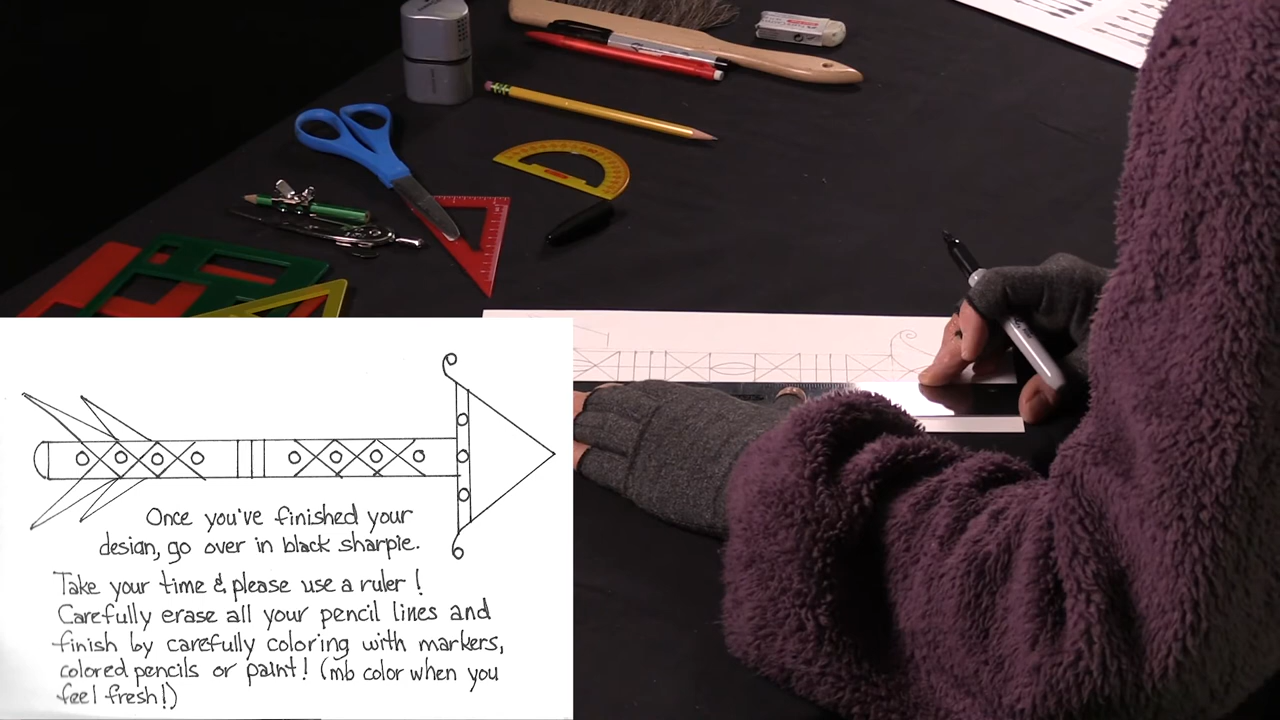 Once you've finished your
design, go over in black sharpie.
Take your time & please use a ruler!
Carefully erase all your pencil lines and
finish by carefully coloring with markers,
colored pencils or paint! (mb color when you
feel fresh!)